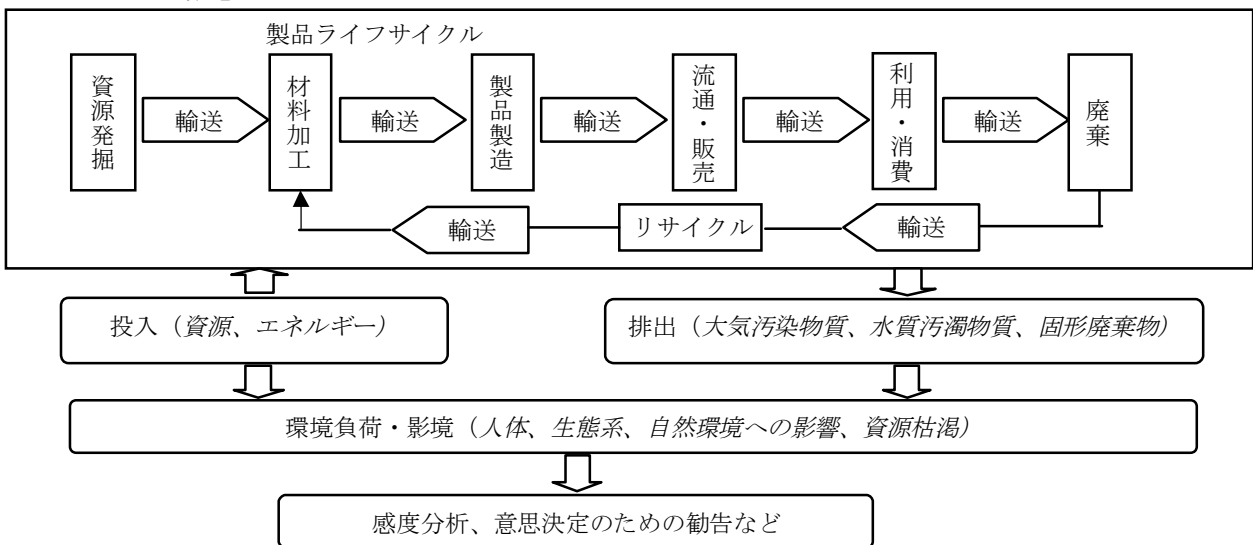 製品ライフサイクル
資源発掘
輸送
材料加工
輸送
製品製造
輸送
流通・販売
輸送
利用・消費
輸送
廃棄
輸送
リサイクル
輸送
投入（資源、エネルギー）
排出（大気汚染物質、水質汚濁物質、固形廃棄物）
環境負荷・影境（人体、生態系、自然環境への影響、資源枯渇）
感度分析、意思決定のための勧告など